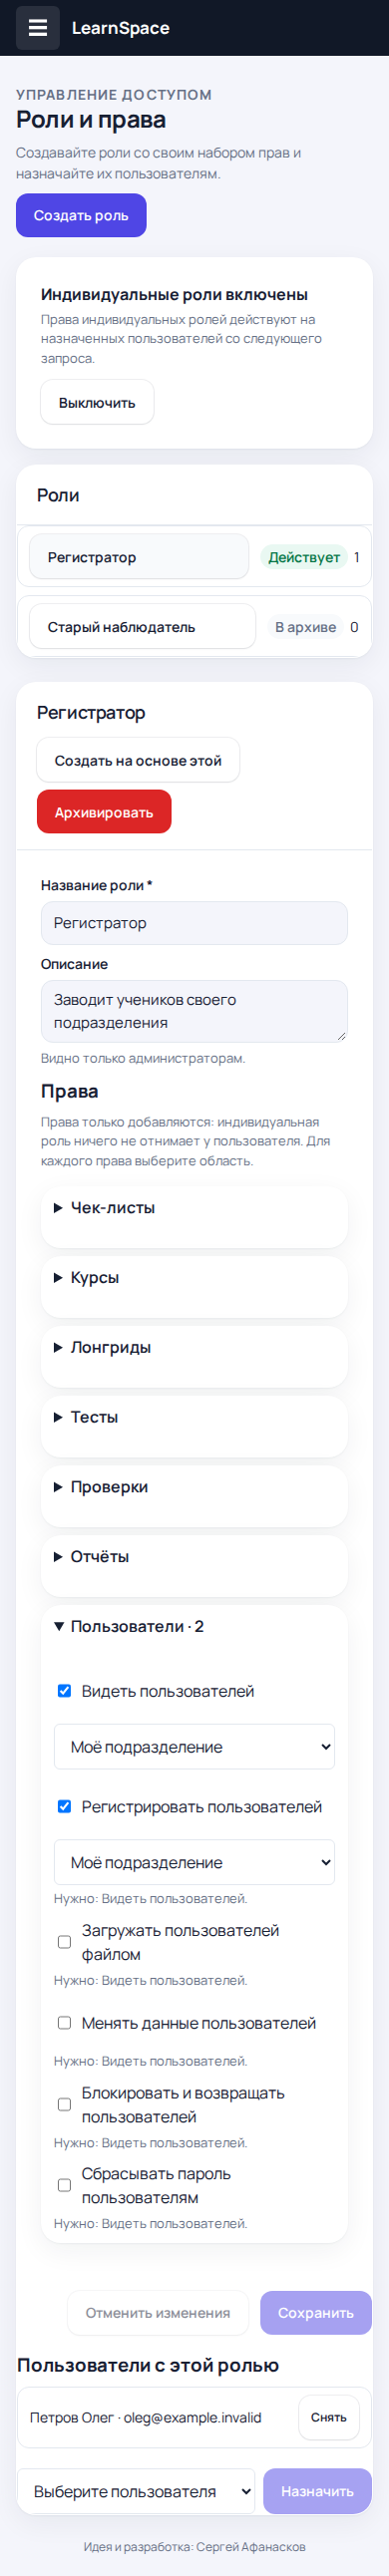 LearnSpace
УПРАВЛЕНИЕ ДОСТУПОМ
Роли и права
Создавайте роли со своим набором прав и
назначайте их пользователям.
Создать роль
Индивидуальные роли включены
Права индивидуальных ролей действуют на
назначенных пользователей со следующего
запроса.
Выключить
Роли
Регистратор Действует 1
Старый наблюдатель В архиве 0
Регистратор
Создать на основе этой
Архивировать
Название роли *
Регистратор
Описание
Заводит учеников своего
подразделения
Видно только администраторам.
Права
Права только добавляются: индивидуальная
роль ничего не отнимает у пользователя. Для
каждого права выберите область.
Чек-листы
Курсы
Лонгриды
Тесты
Проверки
Отчёты
Пользователи · 2
Видеть пользователей
Моё подразделение
Регистрировать пользователей
Моё подразделение
Нужно: Видеть пользователей.
Загружать пользователей
файлом
Нужно: Видеть пользователей.
Менять данные пользователей
Нужно: Видеть пользователей.
Блокировать и возвращать
пользователей
Нужно: Видеть пользователей.
Сбрасывать пароль
пользователям
Нужно: Видеть пользователей.
Отменить изменения Сохранить
Пользователи с этой ролью
Петров Олег · oleg@example.invalid Снять
Выберите пользователя Назначить
Идея и разработка: Сергей Афанасков